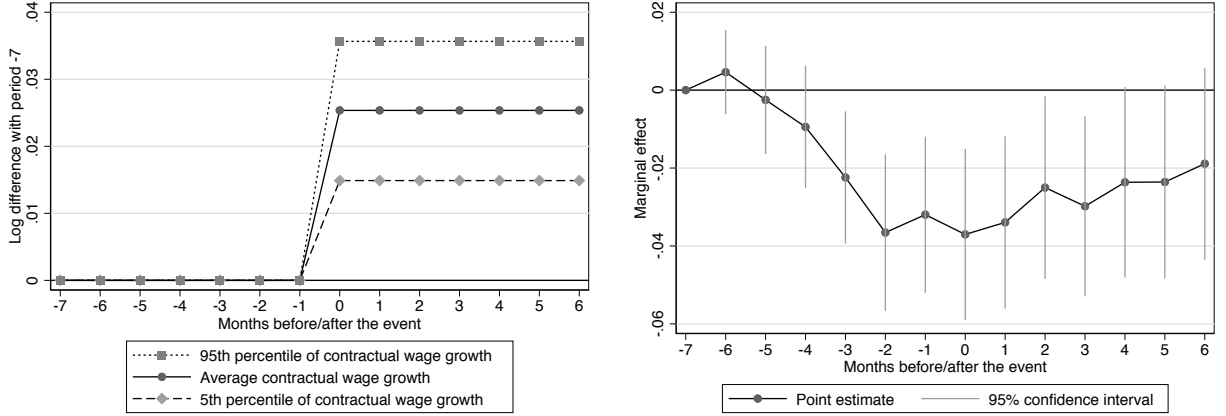 Log difference with period -7
.04
.03
.02
.01
0
-7 -6 -5 -4 -3 -2 -1 0 1 2 3 4 5 6
Months before/after the event
95th percentile of contractual wage growth
Average contractual wage growth
5th percentile of contractual wage growth
Marginal effect
.02
0
-.02
-.04
-.06
-7 -6 -5 -4 -3 -2 -1 0 1 2 3 4 5 6
Months before/after the event
Point estimate 95% confidence interval